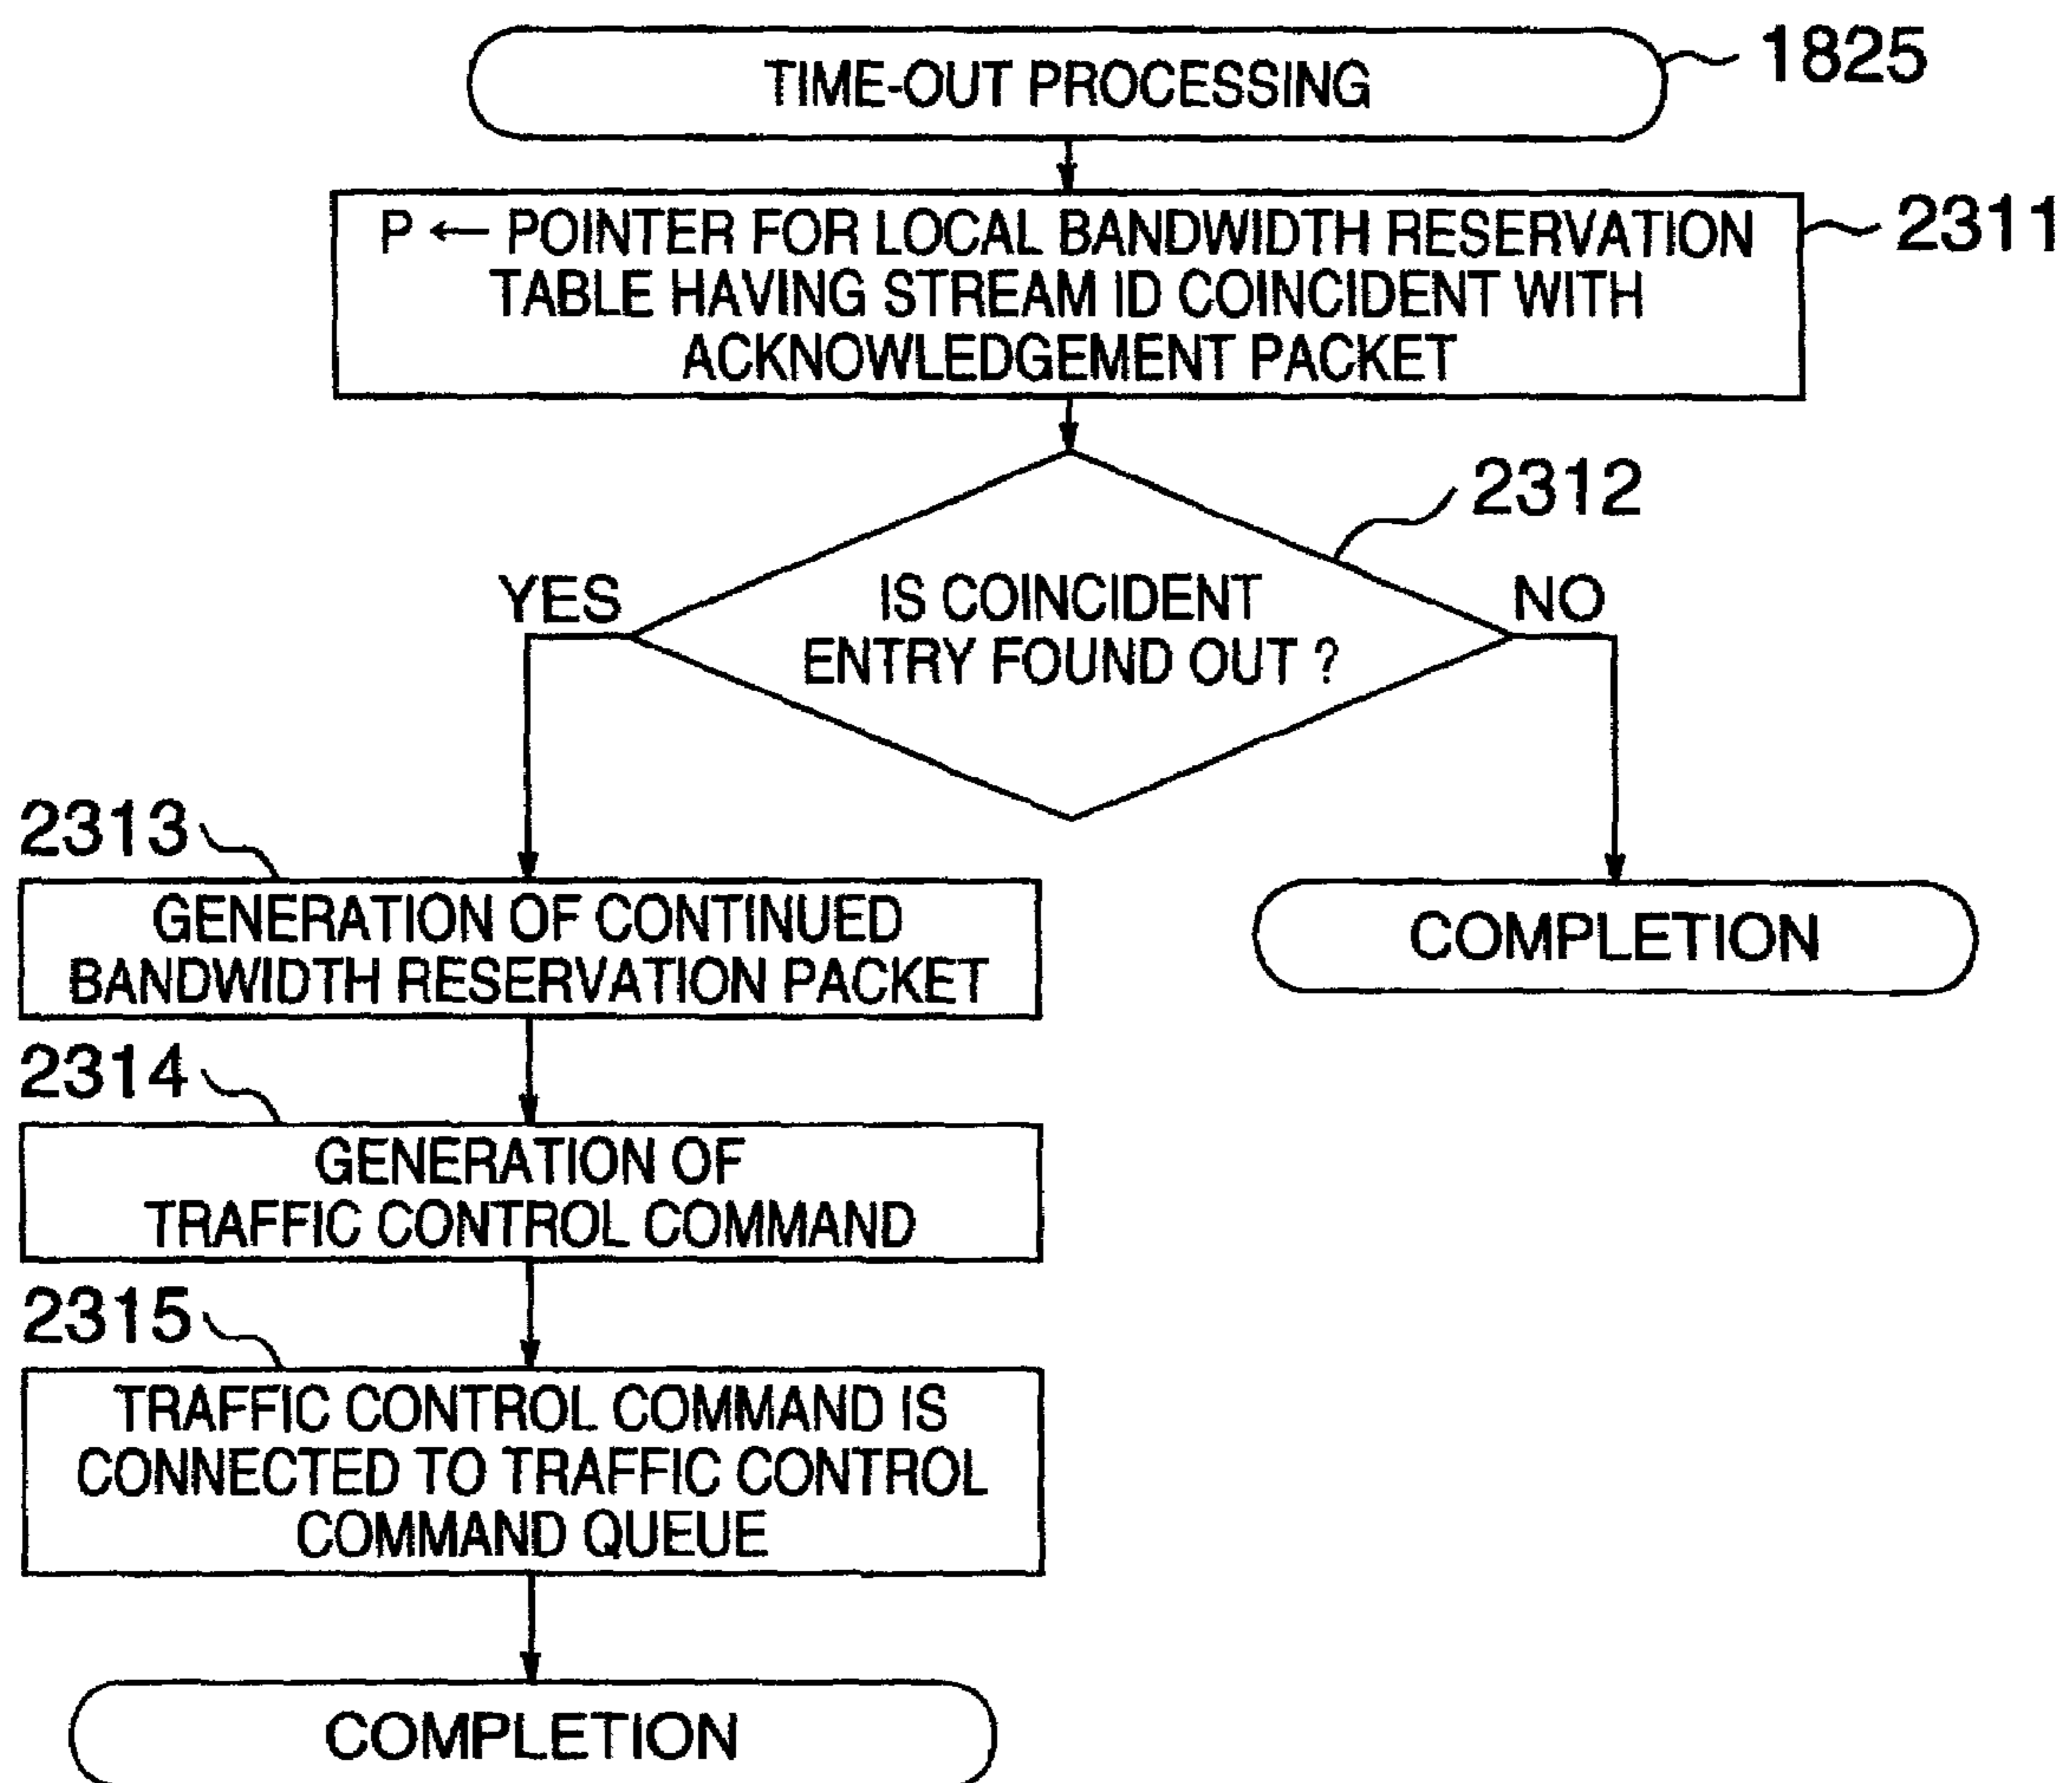 TIME-OUT PROCESSING
1825
P ← POINTER FOR LOCAL BANDWIDTH RESERVATION
TABLE HAVING STREAM ID COINCIDENT WITH
ACKNOWLEDGEMENT PACKET
2311
2312
IS COINCIDENT
ENTRY FOUND OUT ?
YES
NO
2313
GENERATION OF CONTINUED
BANDWIDTH RESERVATION PACKET
COMPLETION
2314
GENERATION OF
TRAFFIC CONTROL COMMAND
2315
TRAFFIC CONTROL COMMAND IS
CONNECTED TO TRAFFIC CONTROL
COMMAND QUEUE
COMPLETION